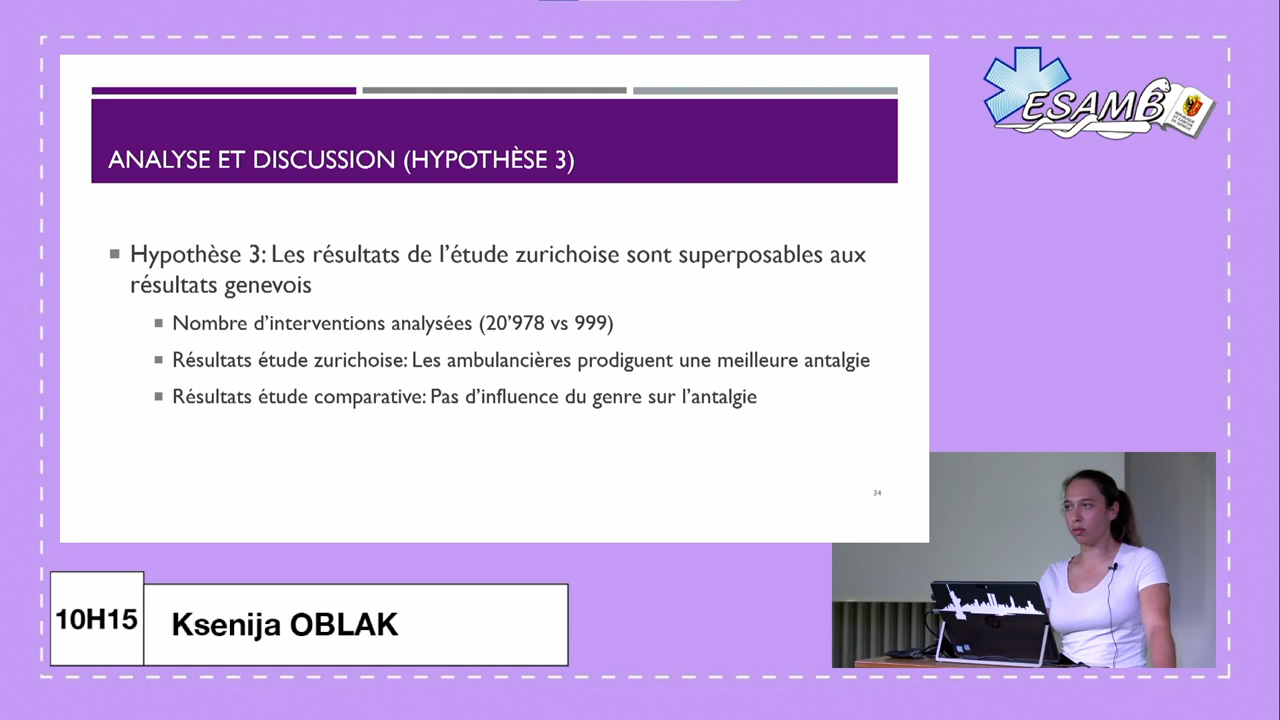 ESAMB
ANALYSE ET DISCUSSION (HYPOTHÈSE 3)
Hypothèse 3: Les résultats de l'étude zurichoise sont superposables aux
résultats genevois
Nombre d'interventions analysées (20'978 vs 999)
Résultats étude zurichoise: Les ambulancières prodiguent une meilleure antalgie
Résultats étude comparative: Pas d'influence du genre sur l'antalgie
34
10H15
Ksenija OBLAK